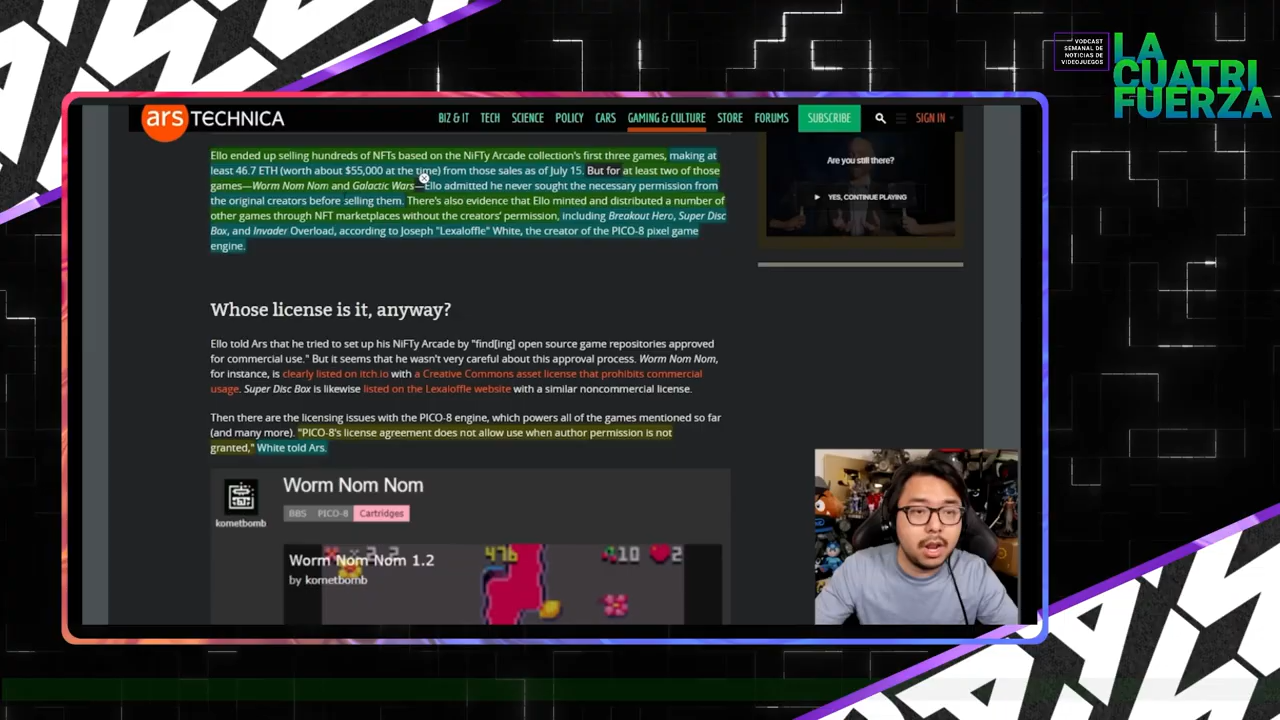 VODCAST
SEMANAL DE
NOTICIAS DE
VIDEOJUEGOS
LA
CUATRI
FUERZA
ars TECHNICA
BIZ & IT TECH SCIENCE POLICY CARS GAMING & CULTURE STORE FORUMS SUBSCRIBE SIGN IN
Ello ended up selling hundreds of NFTs based on the NiFTy Arcade collection's first three games, making at
least 46.7 ETH (worth about $55,000 at the time) from those sales as of July 15. But for at least two of those
games—Worm Nom Nom and Galactic Wars—Ello admitted he never sought the necessary permission from
the original creators before selling them. There's also evidence that Ello minted and distributed a number of
other games through NFT marketplaces without the creators' permission, including Breakout Hero, Super Disc
Box, and Invader Overload, according to Joseph "Lexaloffle" White, the creator of the PICO-8 pixel game
engine.
Are you still there?
YES, CONTINUE PLAYING
Whose license is it, anyway?
Ello told Ars that he tried to set up his NiFTy Arcade by "find[ing] open source game repositories approved
for commercial use." But it seems that he wasn't very careful about this approval process. Worm Nom Nom,
for instance, is clearly listed on itch.io with a Creative Commons asset license that prohibits commercial
usage. Super Disc Box is likewise listed on the Lexaloffle website with a similar noncommercial license.
Then there are the licensing issues with the PICO-8 engine, which powers all of the games mentioned so far
(and many more). "PICO-8's license agreement does not allow use when author permission is not
granted," White told Ars.
kometbomb
Worm Nom Nom
BBS PICO-8 Cartridges
476 10 2
Worm Nom Nom 1.2
by kometbomb